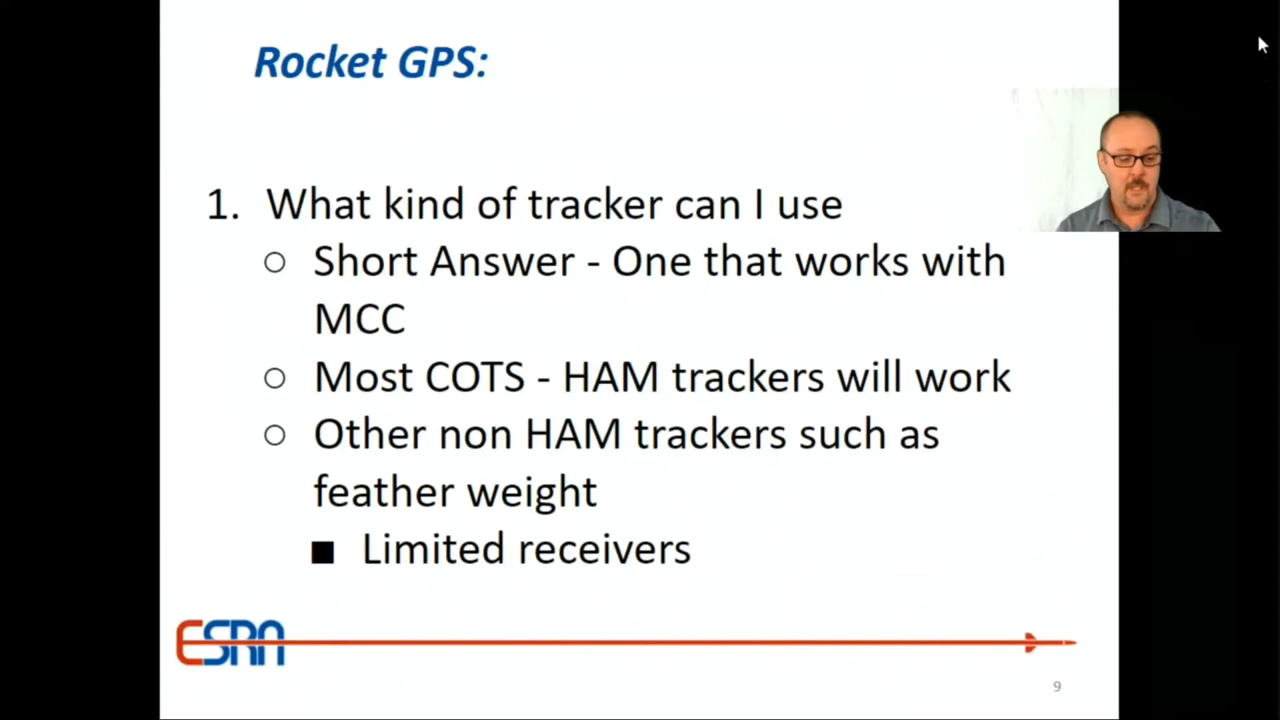 Rocket GPS:
1. What kind of tracker can I use
○ Short Answer - One that works with
MCC
○ Most COTS - HAM trackers will work
○ Other non HAM trackers such as
feather weight
■ Limited receivers
ESRA
9